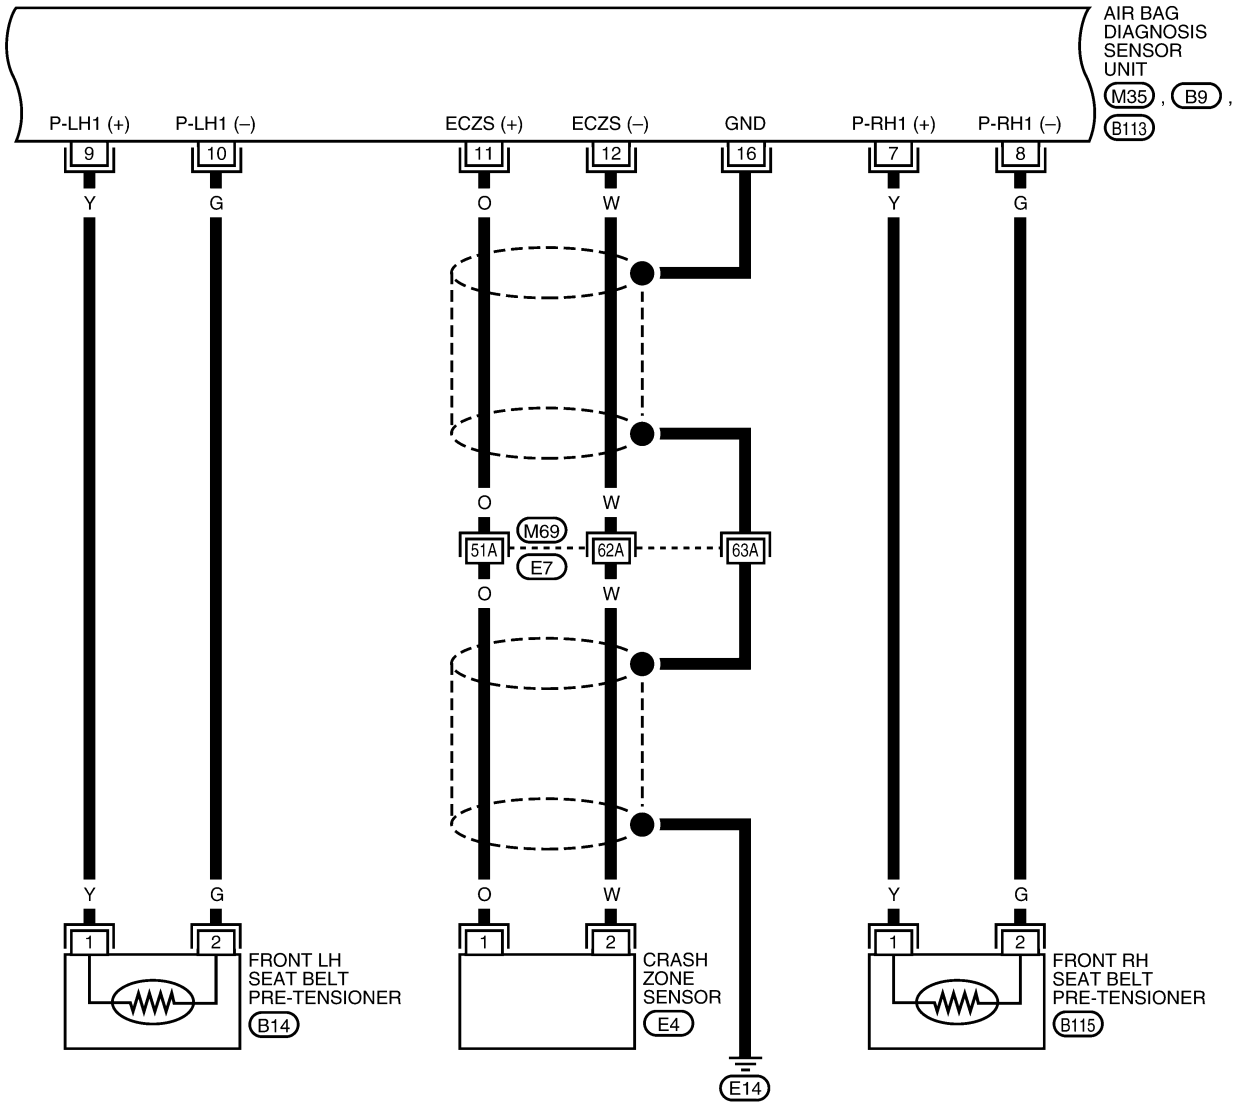 AIR BAG
DIAGNOSIS
SENSOR
UNIT
M35 , B9 ,
B113
P-LH1 (+) P-LH1 (–) ECZS (+) ECZS (–) GND P-RH1 (+) P-RH1 (–)
9 10 11 12 16 7 8
Y G O W Y G
O W
M69
51A 62A 63A
E7
O W
Y G O W Y G
1 2 1 2 1 2
FRONT LH
SEAT BELT
PRE-TENSIONER
B14
CRASH
ZONE
SENSOR
E4
FRONT RH
SEAT BELT
PRE-TENSIONER
B115
E14